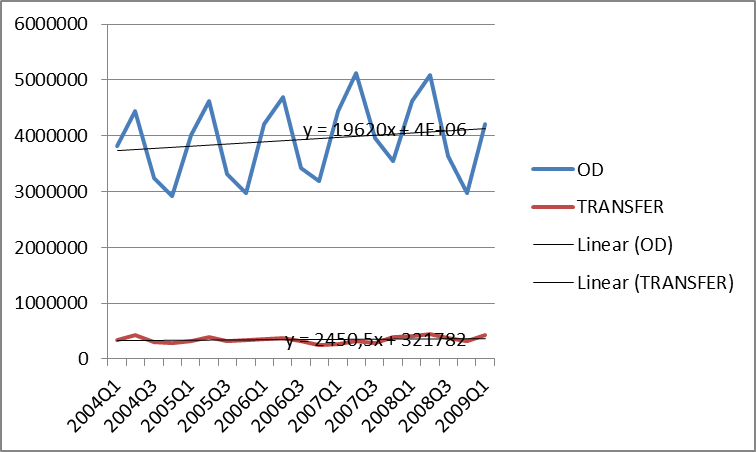 6000000
5000000
4000000
3000000
2000000
1000000
0
y = 19620x + 4E+06
y = 2450,5x + 321782
2004Q1
2004Q3
2005Q1
2005Q3
2006Q1
2006Q3
2007Q1
2007Q3
2008Q1
2008Q3
2009Q1
OD
TRANSFER
Linear (OD)
Linear (TRANSFER)